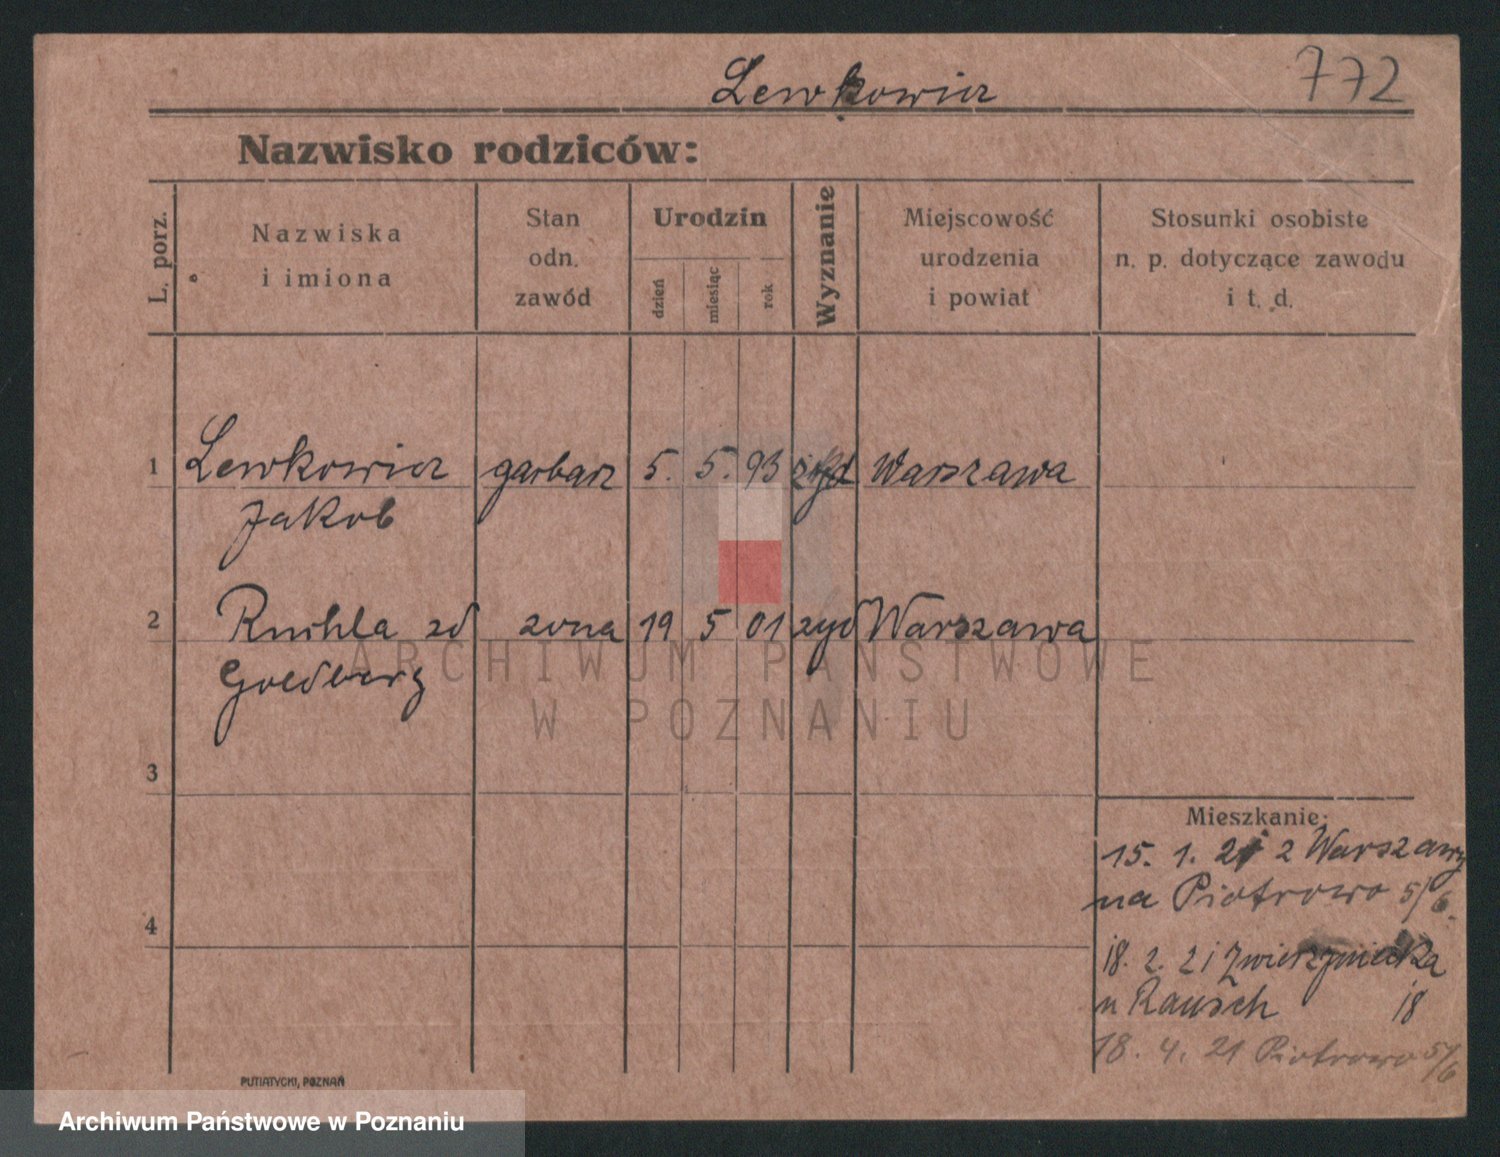 Lewkowicz 772
Nazwisko rodziców:
L. porz.
Nazwiska
i imiona
Stan
odn.
zawód
Urodzin
dzień
miesiąc
rok
Wyznanie
Miejscowość
urodzenia
i powiat
Stosunki osobiste
n. p. dotyczące zawodu
i t. d.
1 Lewkowicz garbarz 5. 5. 93 żyd Warszawa
Jakob
2 Ruchla zd zona 19 5 01 zyd Warszawa
Goldberg
ARCHIWUM PAŃSTWOWE
W POZNANIU
3
Mieszkanie:
15. 1. 21 z Warszawy
na Piotrowo 5/6.
4
18. 2. 21 Zwierzyniecka
u Rausch 18
18. 4. 21 Piotrowo 5/6
PUTIATYCKI, POZNAŃ
Archiwum Państwowe w Poznaniu